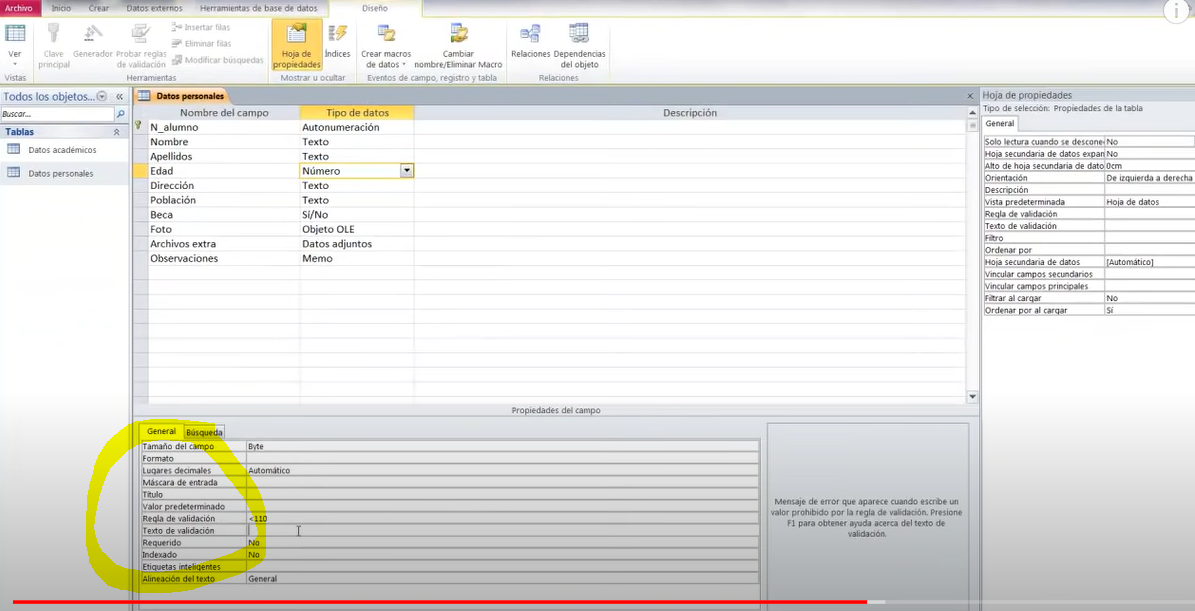 Archivo Inicio Crear Datos externos Herramientas de base de datos Diseño
Ver
Clave principal
Generador
Probar reglas de validación
Insertar filas
Eliminar filas
Modificar búsquedas
Hoja de propiedades
Índices
Crear macros de datos
Cambiar nombre/Eliminar Macro
Relaciones
Dependencias del objeto
Vistas Herramientas Mostrar u ocultar Eventos de campo, registro y tabla Relaciones
Todos los objetos... «
Buscar...
Tablas
Datos académicos
Datos personales
Datos personales
Nombre del campo Tipo de datos Descripción
N_alumno Autonumeración
Nombre Texto
Apellidos Texto
Edad Número
Dirección Texto
Población Texto
Beca Sí/No
Foto Objeto OLE
Archivos extra Datos adjuntos
Observaciones Memo
Propiedades del campo
General Búsqueda
Tamaño del campo Byte
Formato
Lugares decimales Automático
Máscara de entrada
Título
Valor predeterminado
Regla de validación <110
Texto de validación
Requerido No
Indexado No
Etiquetas inteligentes
Alineación del texto General
Mensaje de error que aparece cuando escribe un
valor prohibido por la regla de validación. Presione
F1 para obtener ayuda acerca del texto de
validación.
Hoja de propiedades
Tipo de selección: Propiedades de la tabla
General
Solo lectura cuando se desconec No
Hoja secundaria de datos expan No
Alto de hoja secundaria de dato 0cm
Orientación De izquierda a derecha
Descripción
Vista predeterminada Hoja de datos
Regla de validación
Texto de validación
Filtro
Ordenar por
Hoja secundaria de datos [Automático]
Vincular campos secundarios
Vincular campos principales
Filtrar al cargar No
Ordenar por al cargar Sí